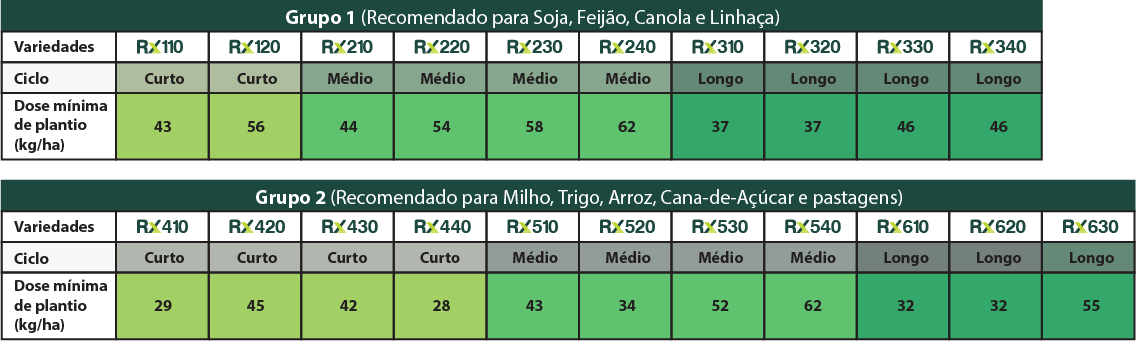 Grupo 1 (Recomendado para Soja, Feijão, Canola e Linhaça)
Variedades RX110 RX120 RX210 RX220 RX230 RX240 RX310 RX320 RX330 RX340
Ciclo Curto Curto Médio Médio Médio Médio Longo Longo Longo Longo
Dose mínima
de plantio 43 56 44 54 58 62 37 37 46 46
(kg/ha)
Grupo 2 (Recomendado para Milho, Trigo, Arroz, Cana-de-Açúcar e pastagens)
Variedades RX410 RX420 RX430 RX440 RX510 RX520 RX530 RX540 RX610 RX620 RX630
Ciclo Curto Curto Curto Curto Médio Médio Médio Médio Longo Longo Longo
Dose mínima
de plantio 29 45 42 28 43 34 52 62 32 32 55
(kg/ha)